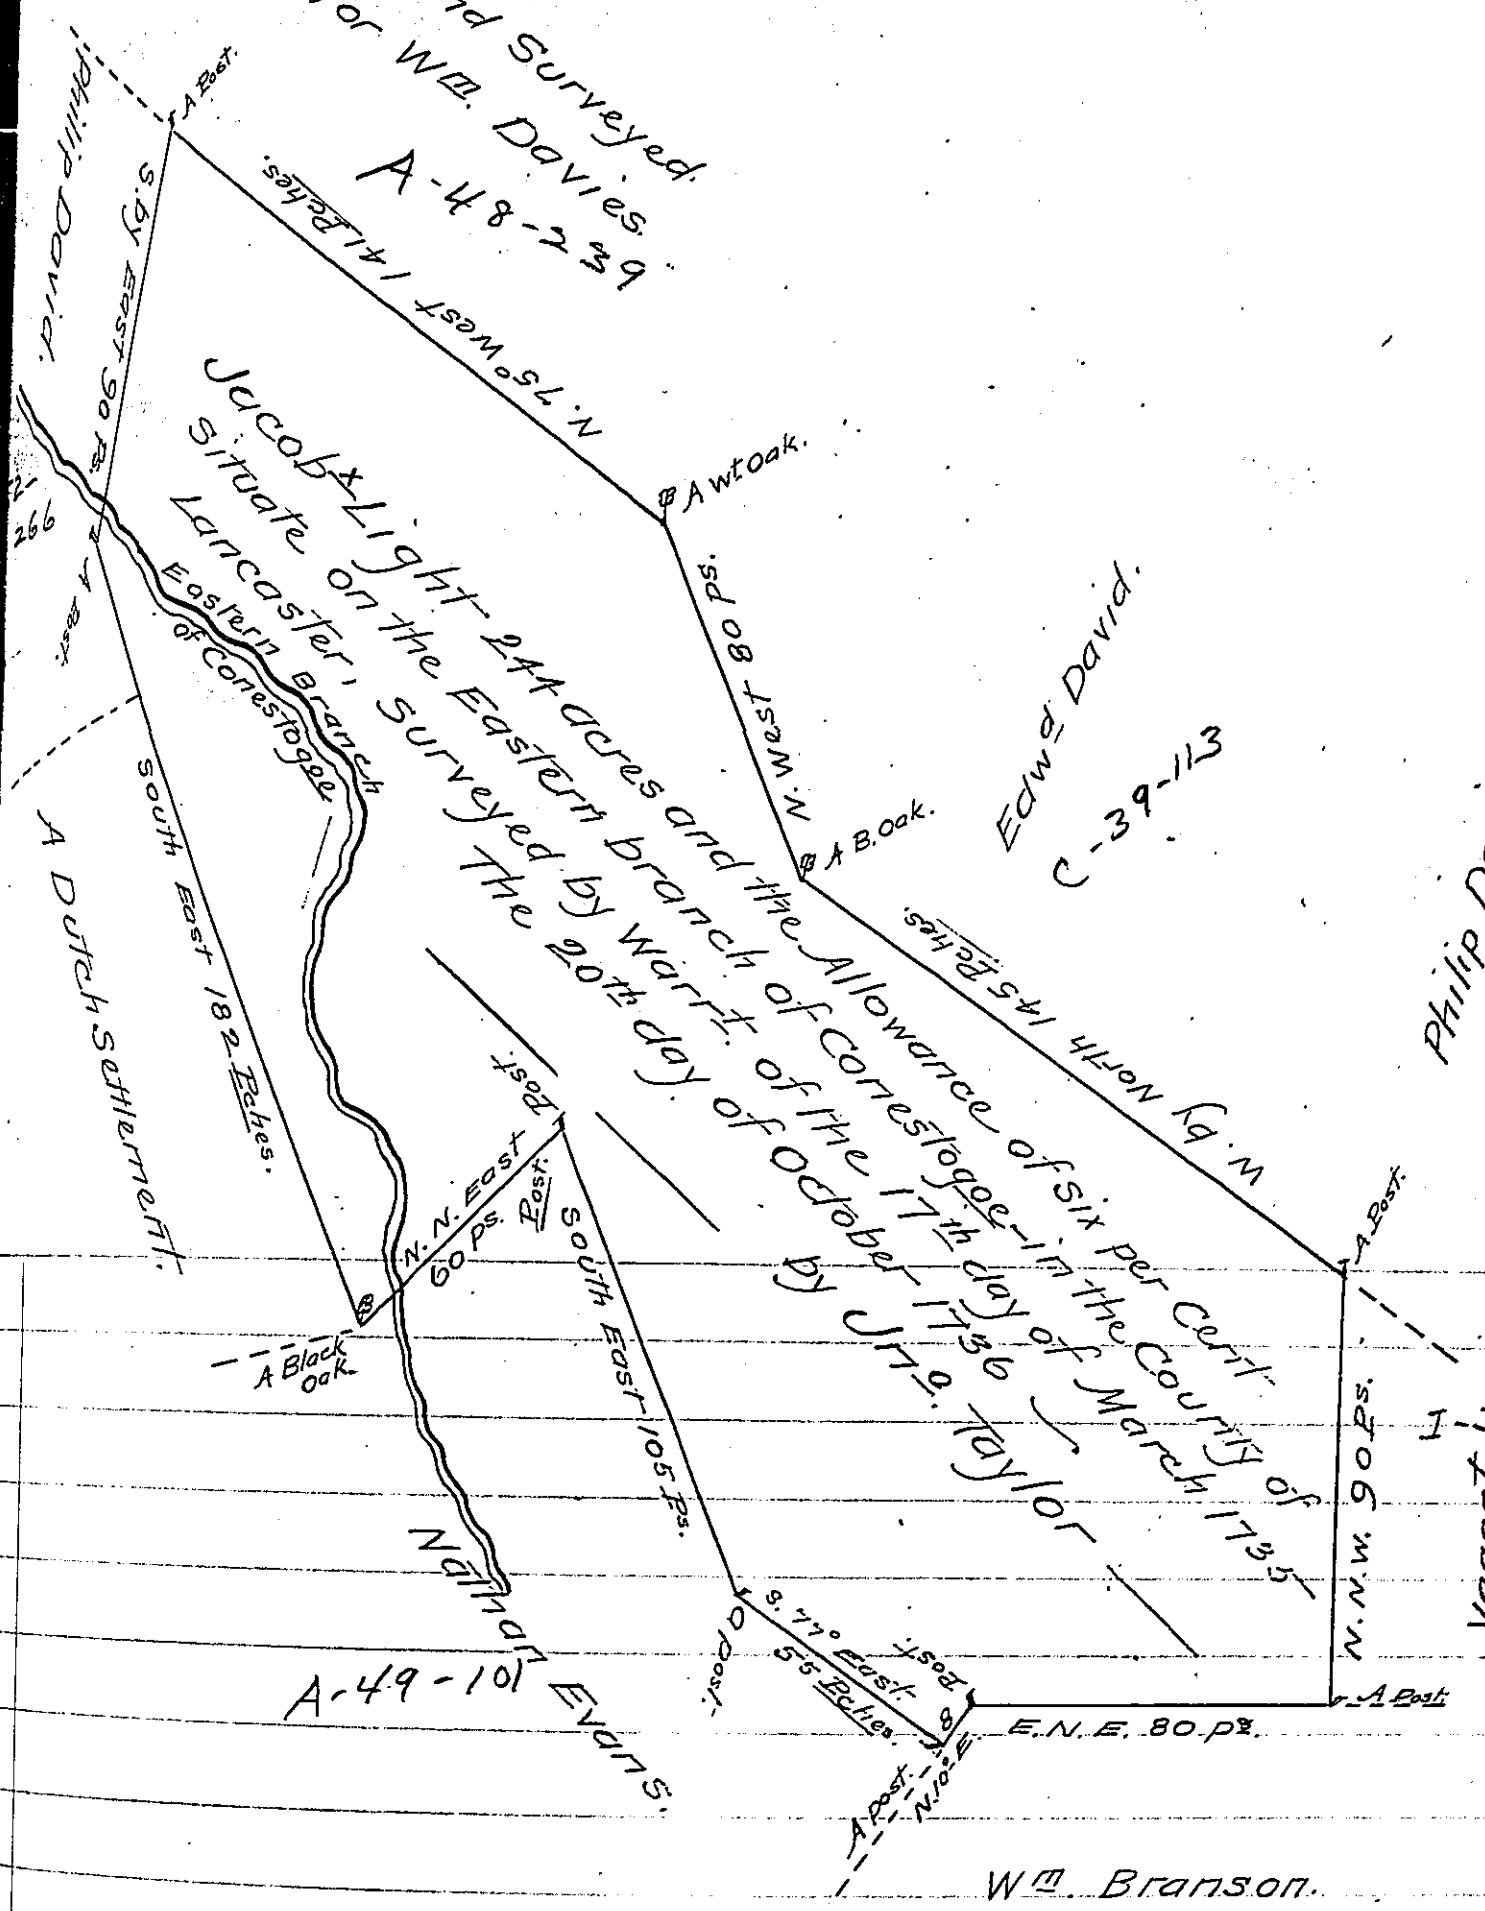 nd Surveyed.
or Wm. Davies.
A-48-239
A Post.
Philip David.
S. by East 90 Ps.
N. 75° West 141 Pches.
A wt oak.
N. West 80 ps.
A B. oak.
Edwd David.
C-39-113
W. by North 145 Pches
Philip D
A Post.
266
A Post.
Eastern Branch
of Conestogoe
Jacob Light 244 acres and the Allowance of six per Cent
Situate on the Eastern branch of Conestogoe in the County of
Lancaster, Surveyed by Warrt. of the 17th day of March 1735
The 20th day of October 1736
by Jno. Taylor
South East 182 Pches.
A Dutch Settlement.
Post.
N. N. East
60 ps.
Post.
A Black
oak.
South East 105 Ps.
Nathan Evans.
A-49-101
N.N.W. 90 Ps.
I
Vacant
A Post
S. 77° East.
55 Pches.
a post.
Post.
8
E.N.E. 80 ps.
A Post.
N. 10° E.
Wm. Branson.